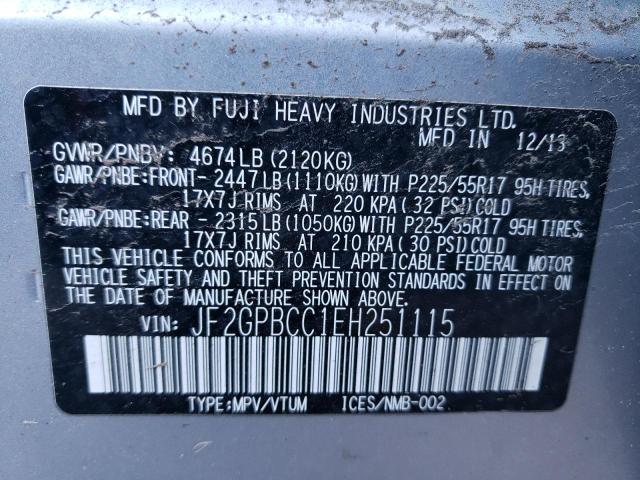 MFD BY FUJI HEAVY INDUSTRIES LTD.
MFD IN 12/13
GVWR/PNBV: 4674LB(2120KG)
GAWR/PNBE:FRONT- 2447LB(1110KG)WITH P225/55R17 95H TIRES,
17X7J RIMS AT 220 KPA( 32 PSI)COLD
GAWR/PNBE:REAR - 2315LB(1050KG)WITH P225/55R17 95H TIRES,
17X7J RIMS AT 210 KPA( 30 PSI)COLD
THIS VEHICLE CONFORMS TO ALL APPLICABLE FEDERAL MOTOR
VEHICLE SAFETY AND THEFT PREVENTION STANDARDS IN EFFECT ON
THE DATE OF MANUFACTURE SHOWN ABOVE.
VIN: JF2GPBCC1EH251115
TYPE:MPV/VTUM ICES/NMB-002